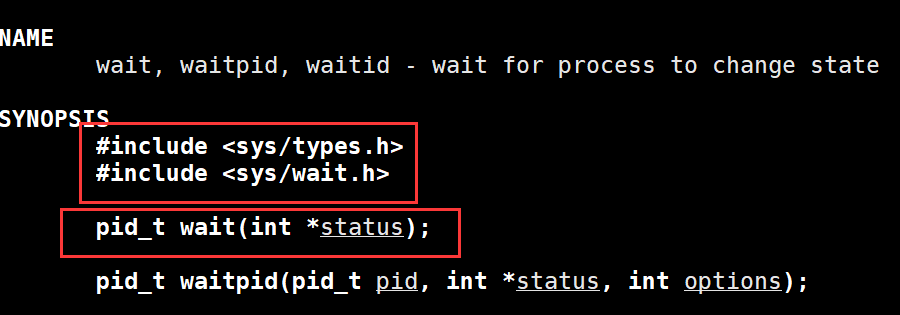 NAME
wait, waitpid, waitid - wait for process to change state
SYNOPSIS
#include <sys/types.h>
#include <sys/wait.h>
pid_t wait(int *status);
pid_t waitpid(pid_t pid, int *status, int options);